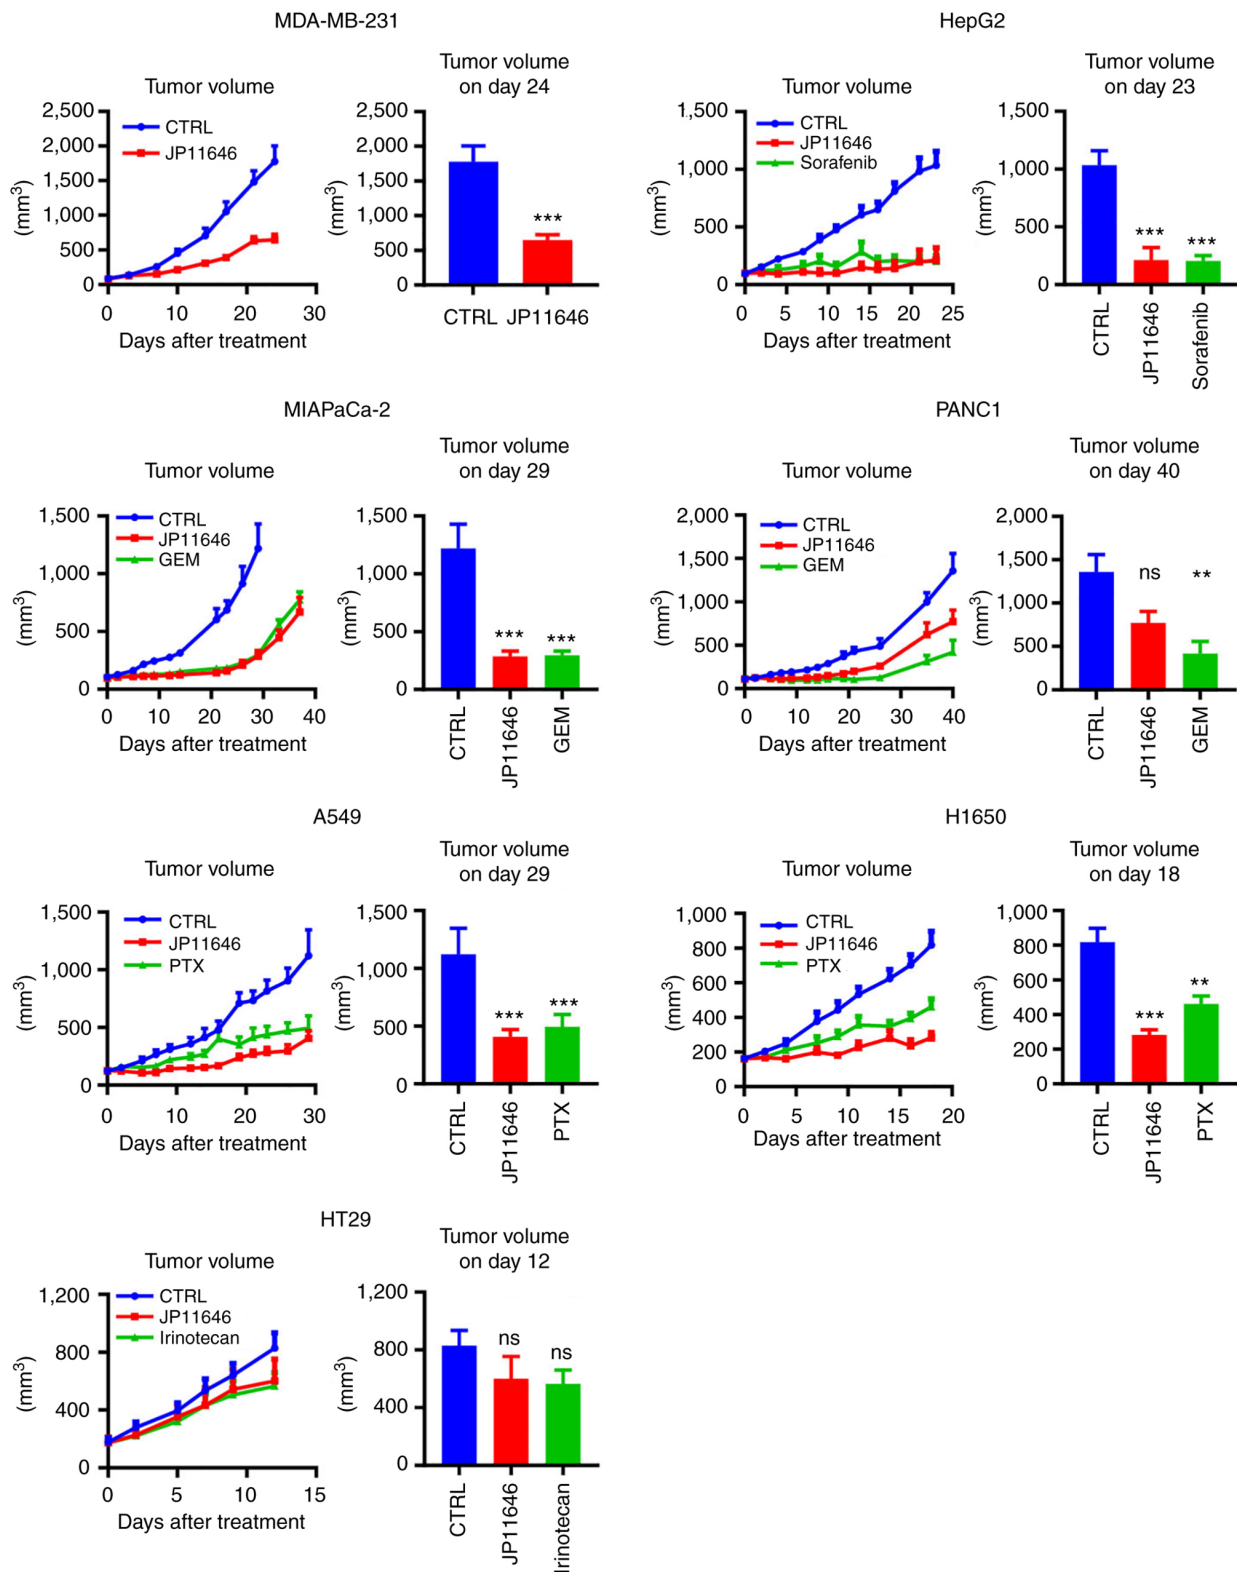 MDA-MB-231
Tumor volume
2,500
2,000
1,500
1,000
500
0
(mm3)
CTRL
JP11646
0 10 20 30
Days after treatment
Tumor volume
on day 24
2,500
2,000
1,500
1,000
500
0
(mm3)
***
CTRL JP11646
HepG2
Tumor volume
1,500
1,000
500
0
(mm3)
CTRL
JP11646
Sorafenib
0 5 10 15 20 25
Days after treatment
Tumor volume
on day 23
1,500
1,000
500
0
(mm3)
*** ***
CTRL
JP11646
Sorafenib
MIAPaCa-2
Tumor volume
1,500
1,000
500
0
(mm3)
CTRL
JP11646
GEM
0 10 20 30 40
Days after treatment
Tumor volume
on day 29
1,500
1,000
500
0
(mm3)
*** ***
CTRL
JP11646
GEM
PANC1
Tumor volume
2,000
1,500
1,000
500
0
(mm3)
CTRL
JP11646
GEM
0 10 20 30 40
Days after treatment
Tumor volume
on day 40
2,000
1,500
1,000
500
0
(mm3)
ns **
CTRL
JP11646
GEM
A549
Tumor volume
1,500
1,000
500
0
(mm3)
CTRL
JP11646
PTX
0 10 20 30
Days after treatment
Tumor volume
on day 29
1,500
1,000
500
0
(mm3)
*** ***
CTRL
JP11646
PTX
H1650
Tumor volume
1,000
800
600
400
200
0
(mm3)
CTRL
JP11646
PTX
0 5 10 15 20
Days after treatment
Tumor volume
on day 18
1,000
800
600
400
200
0
(mm3)
*** **
CTRL
JP11646
PTX
HT29
Tumor volume
1,200
800
400
0
(mm3)
CTRL
JP11646
Irinotecan
0 5 10 15
Days after treatment
Tumor volume
on day 12
1,200
800
400
0
(mm3)
ns ns
CTRL
JP11646
Irinotecan